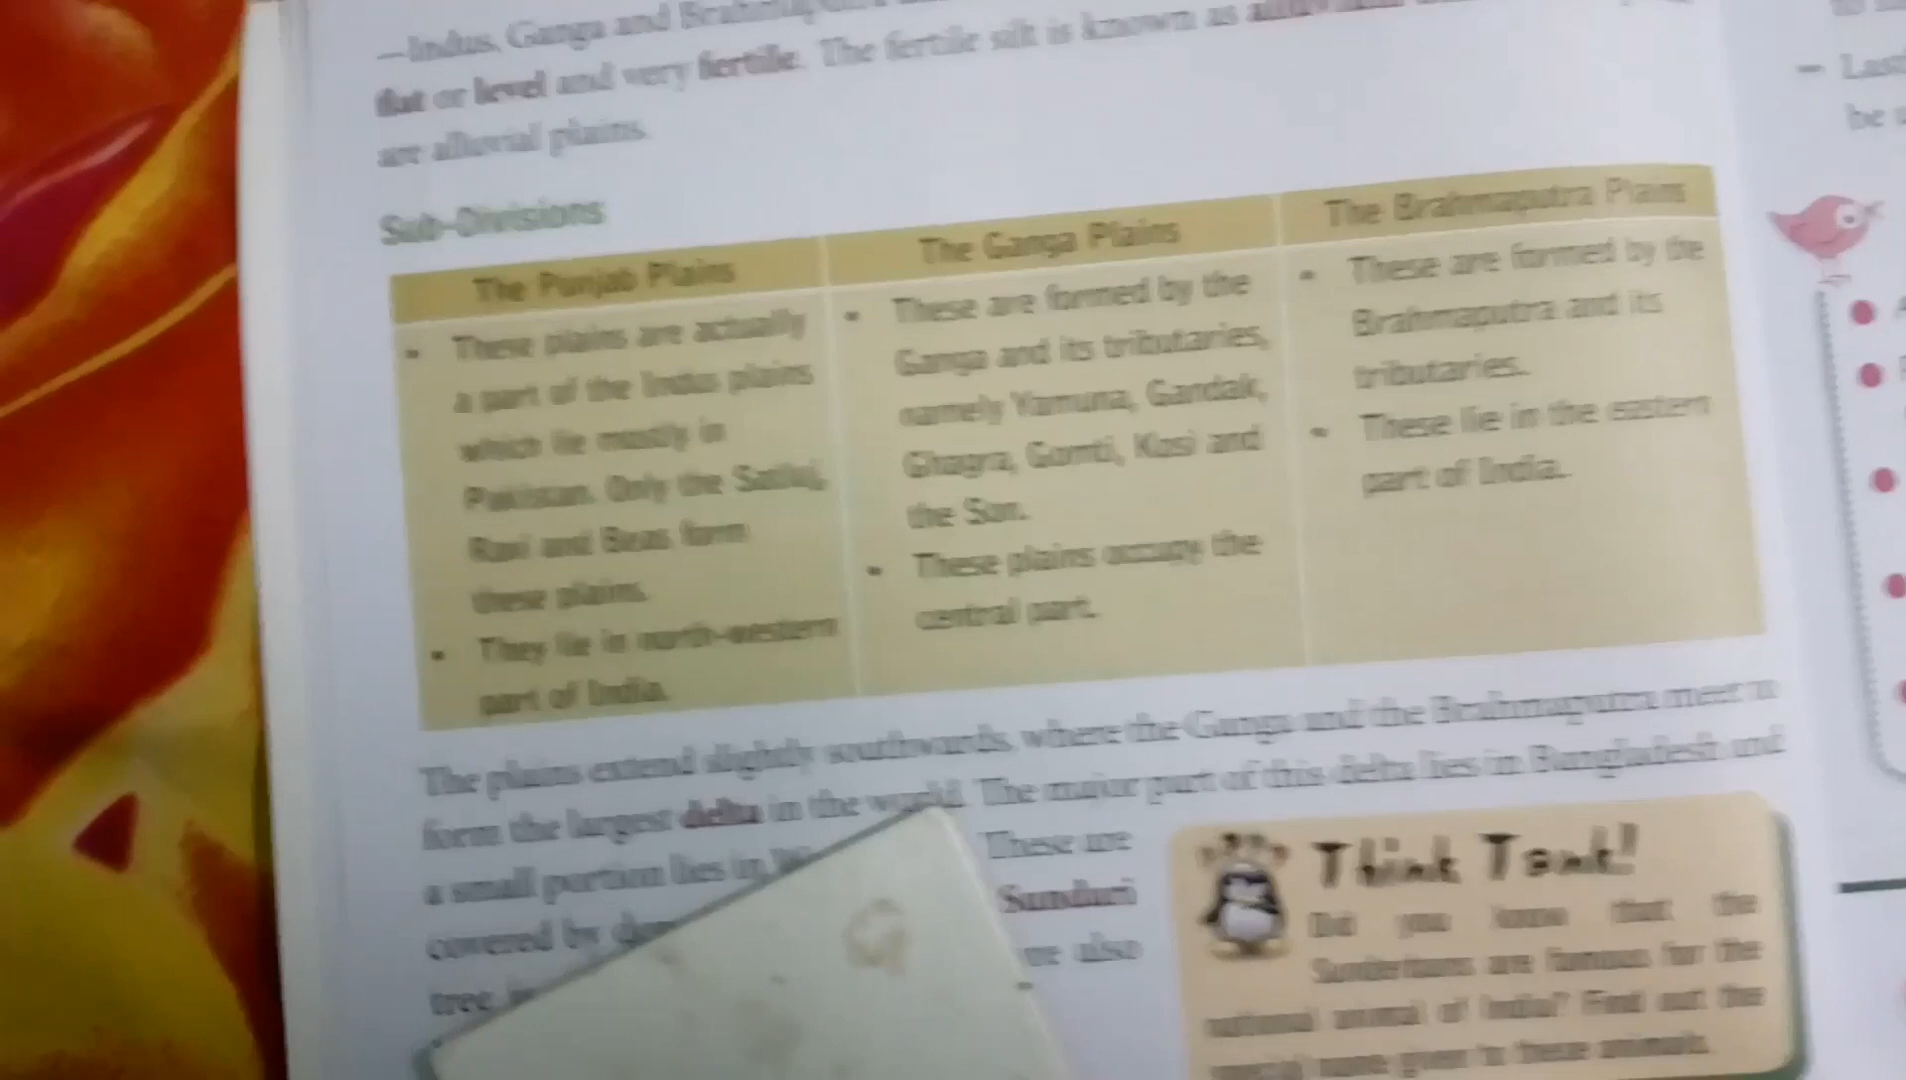 —Indus, Ganga and Brahmaputra
flat or level and very fertile. The fertile silt is known as
are alluvial plains.
Sub-Divisions
The Punjab Plains
• These plains are actually
a part of the Indus plains
which lie mostly in
Pakistan. Only the Satluj,
Ravi and Beas form
these plains.
• They lie in north-western
part of India.
The Ganga Plains
• These are formed by the
Ganga and its tributaries,
namely Yamuna, Gandak,
Ghagra, Gomti, Kosi and
the Son.
• These plains occupy the
central part.
The Brahmaputra Plains
• These are formed by the
Brahmaputra and its
tributaries.
• These lie in the eastern
part of India.
The plains extend slightly southwards, where the Ganga and the Brahmaputra meet to
form the largest delta in the world. The major part of this delta lies in Bangladesh and
a small portion lies in These are
covered by Sundari
tree also
Think Tank!
Did you know that the
Sunderbans are famous for the
national animal of India? Find out the
special name given to these animals.
– Last
be